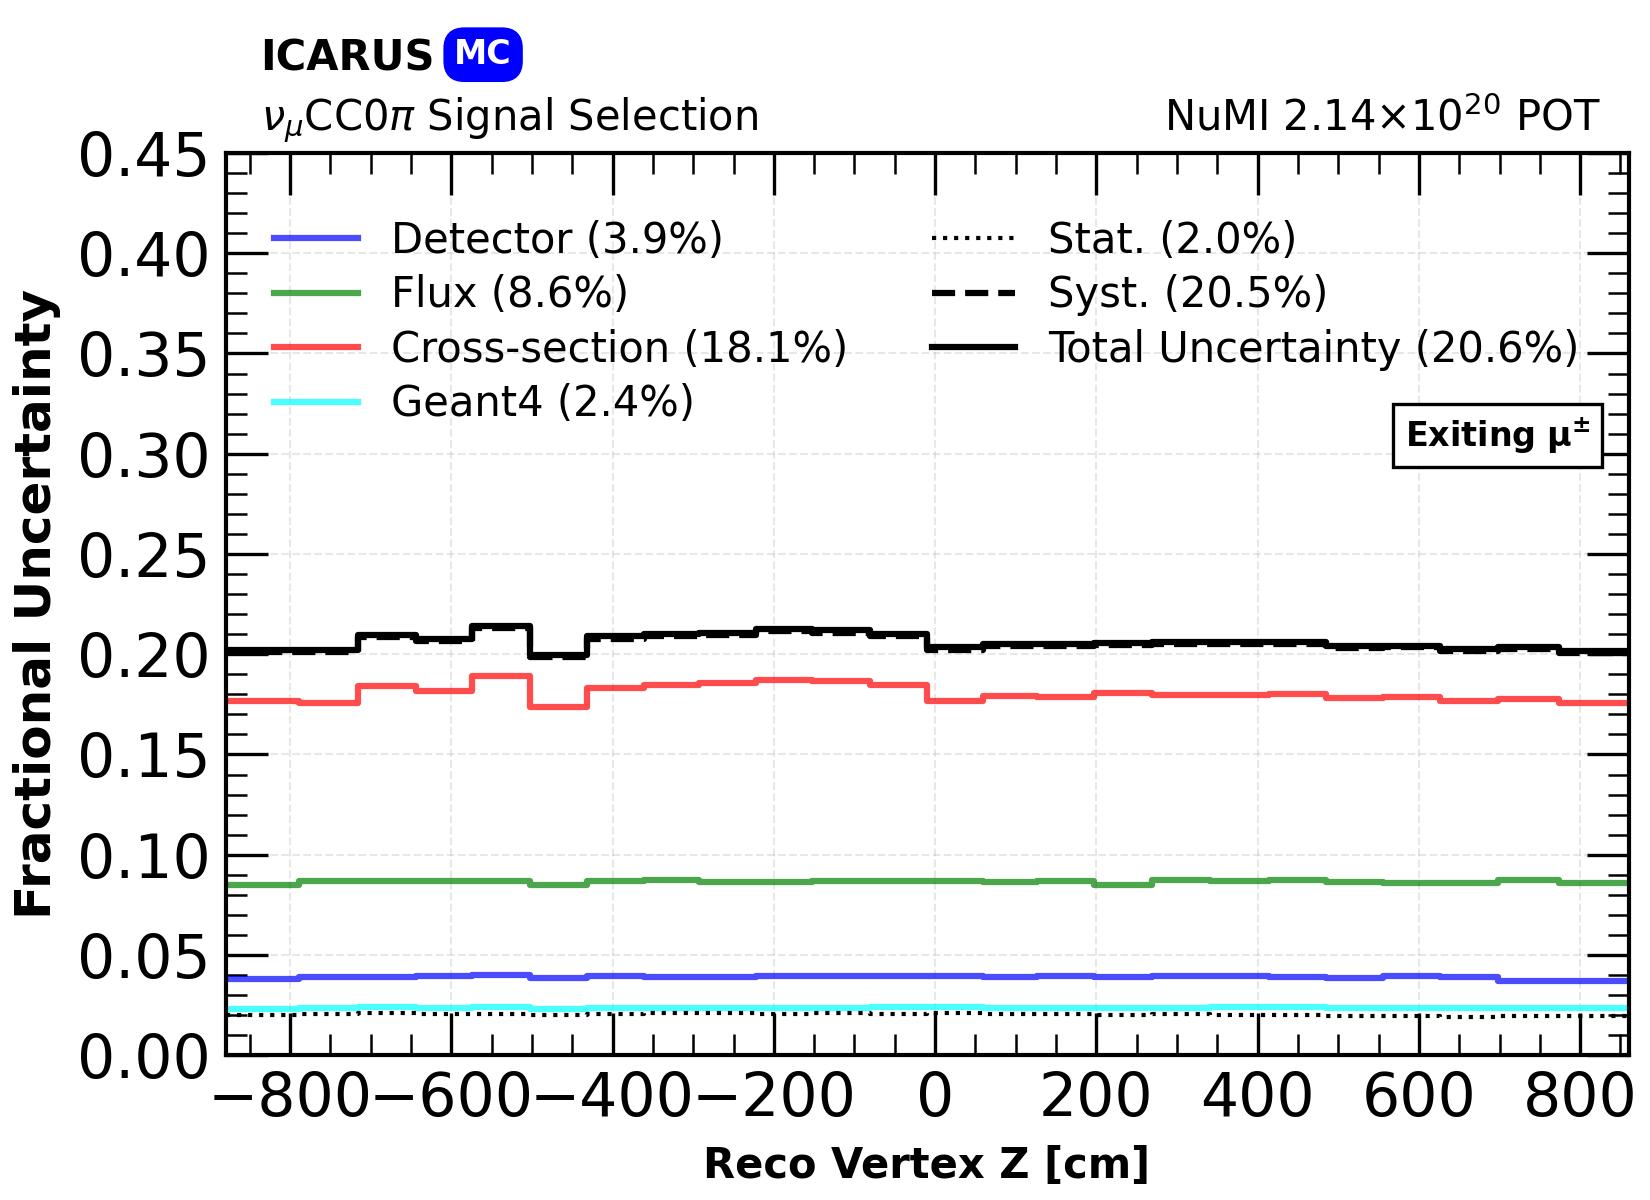 ICARUS MC
νμCC0π Signal Selection
NuMI 2.14×10²⁰ POT
0.45
0.40
0.35
0.30
0.25
0.20
0.15
0.10
0.05
0.00
Fractional Uncertainty
Detector (3.9%)
Flux (8.6%)
Cross-section (18.1%)
Geant4 (2.4%)
Stat. (2.0%)
Syst. (20.5%)
Total Uncertainty (20.6%)
Exiting μ±
−800 −600 −400 −200 0 200 400 600 800
Reco Vertex Z [cm]